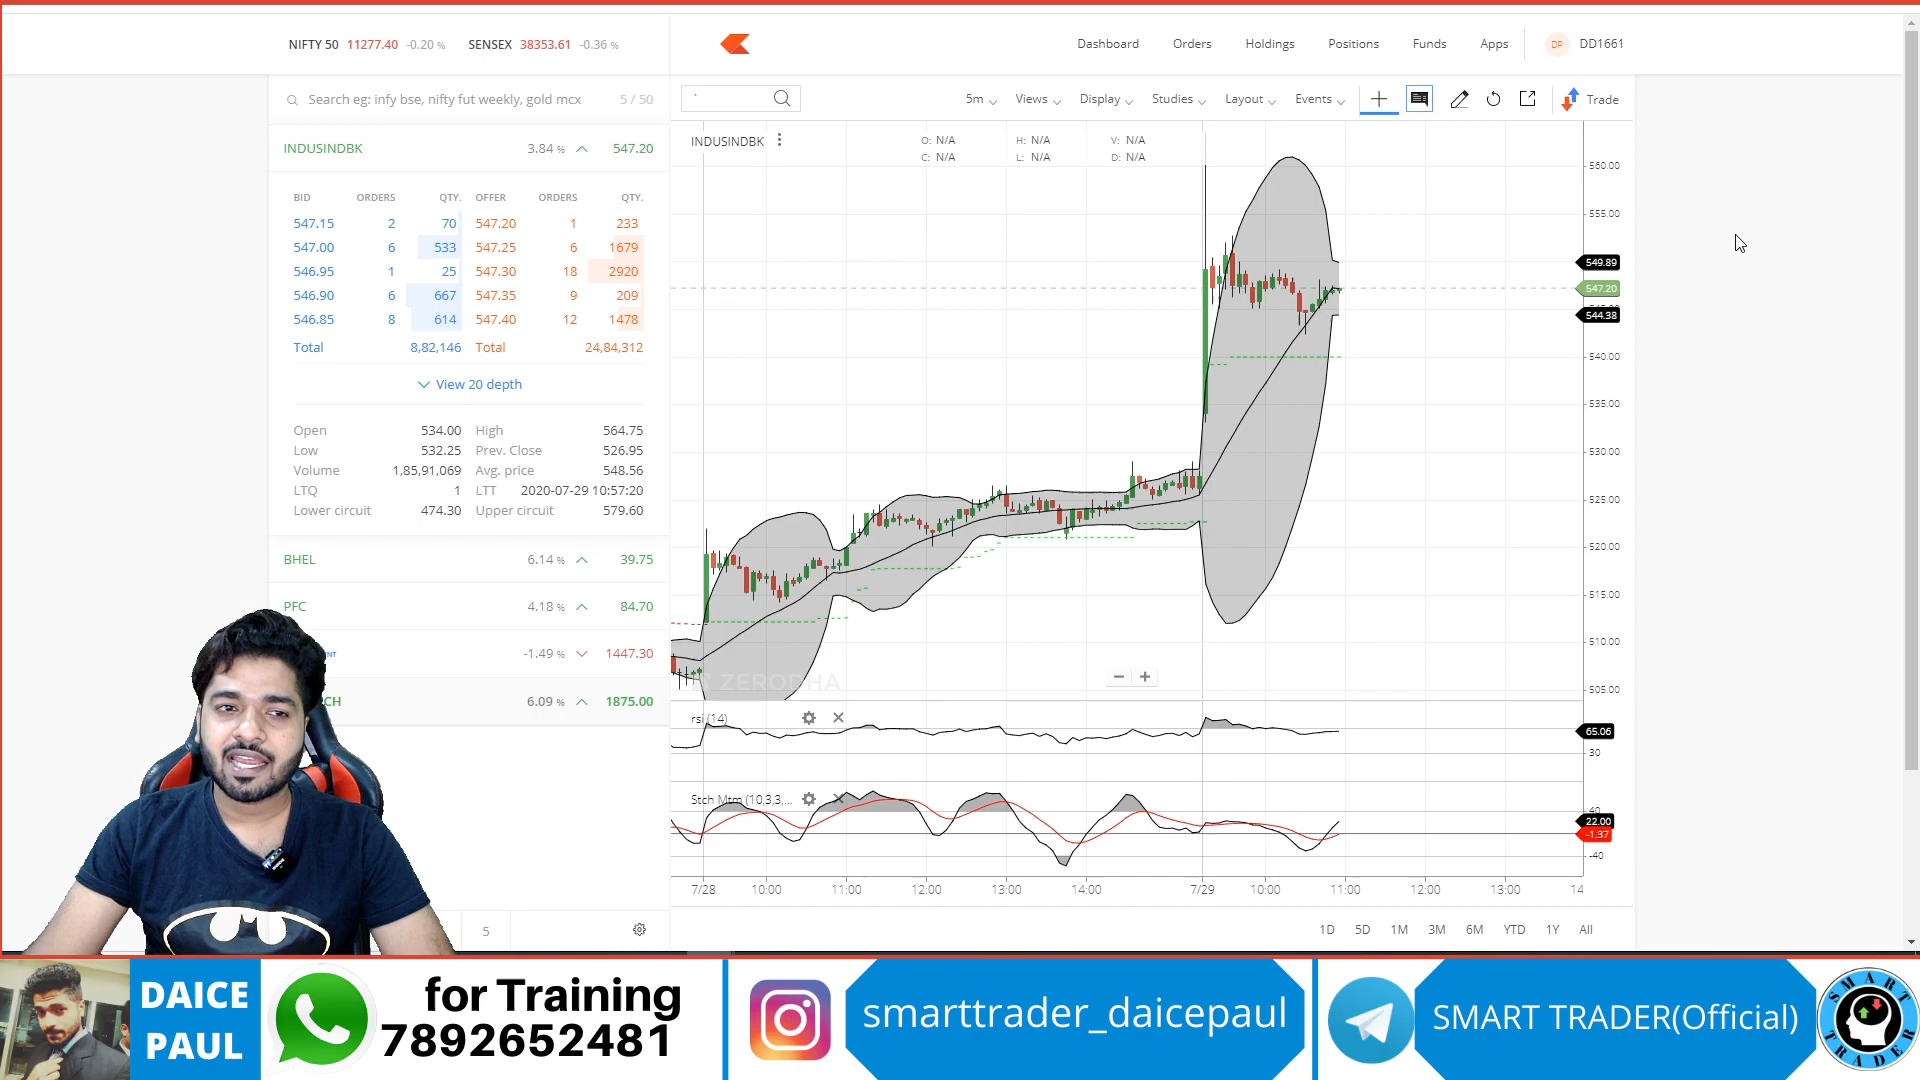 NIFTY 50 11277.40 -0.20 % SENSEX 38353.61 -0.36 %
Dashboard Orders Holdings Positions Funds Apps DP DD1661
Search eg: infy bse, nifty fut weekly, gold mcx 5 / 50
5m Views Display Studies Layout Events Trade
INDUSINDBK 3.84 % 547.20
BID ORDERS QTY. OFFER ORDERS QTY.
547.15 2 70 547.20 1 233
547.00 6 533 547.25 6 1679
546.95 1 25 547.30 18 2920
546.90 6 667 547.35 9 209
546.85 8 614 547.40 12 1478
Total 8,82,146 Total 24,84,312
View 20 depth
Open 534.00 High 564.75
Low 532.25 Prev. Close 526.95
Volume 1,85,91,069 Avg. price 548.56
LTQ 1 LTT 2020-07-29 10:57:20
Lower circuit 474.30 Upper circuit 579.60
BHEL 6.14 % 39.75
PFC 4.18 % 84.70
-1.49 % 1447.30
CH 6.09 % 1875.00
5
INDUSINDBK
O: N/A H: N/A V: N/A
C: N/A L: N/A D: N/A
560.00
555.00
549.89
547.20
544.38
540.00
535.00
530.00
525.00
520.00
515.00
510.00
505.00
ZERODHA
rsi (14)
65.06
30
Stch Mtm (10,3,3,...
40
22.00
-1.37
-40
7/28 10:00 11:00 12:00 13:00 14:00 7/29 10:00 11:00 12:00 13:00 14
1D 5D 1M 3M 6M YTD 1Y All
DAICE
PAUL
for Training
7892652481
smarttrader_daicepaul
SMART TRADER(Official)
SMART
TRADER